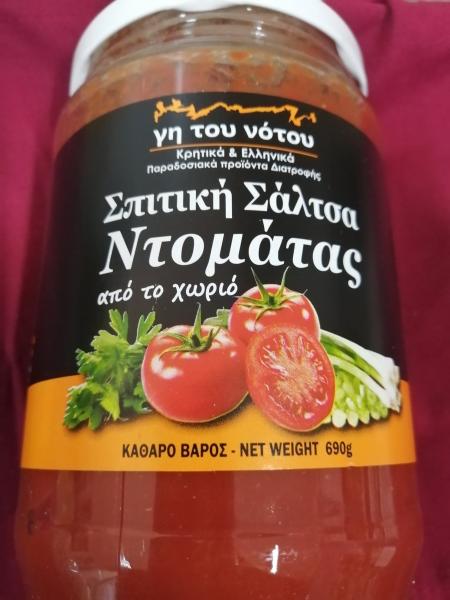 γη του νότου
Κρητικά & Ελληνικά
Παραδοσιακά προϊόντα Διατροφής
Σπιτική Σάλτσα
Ντομάτας
από το χωριό
ΚΑΘΑΡΟ ΒΑΡΟΣ - NET WEIGHT 690g